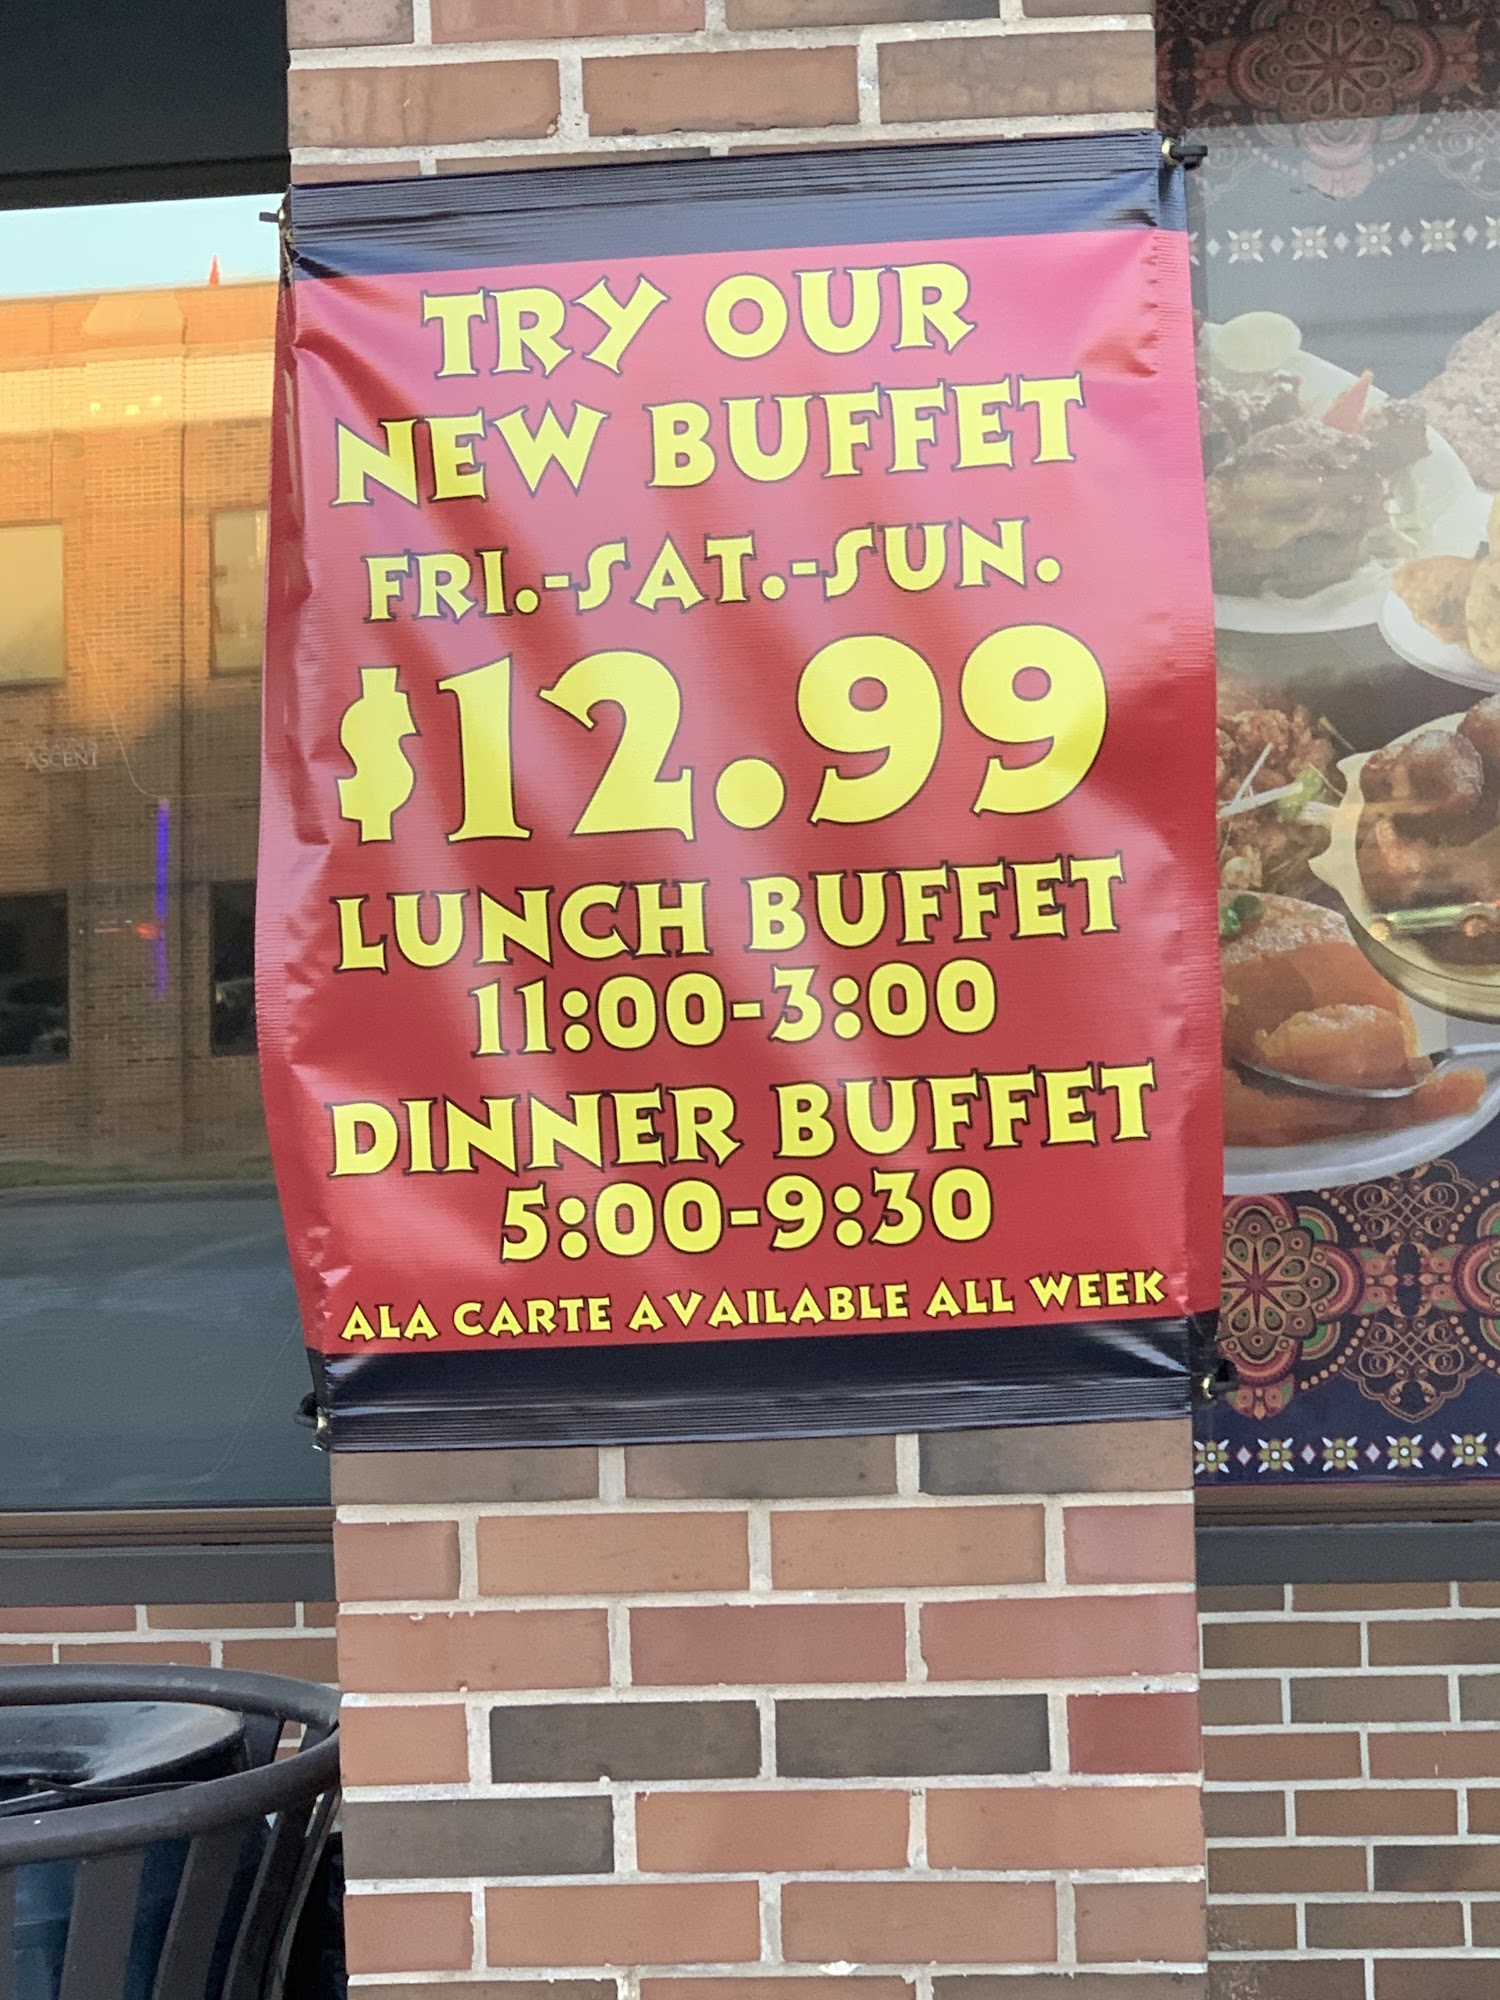 TRY OUR
NEW BUFFET
FRI.-SAT.-SUN.
$12.99
LUNCH BUFFET
11:00-3:00
DINNER BUFFET
5:00-9:30
ALA CARTE AVAILABLE ALL WEEK
ASCENT